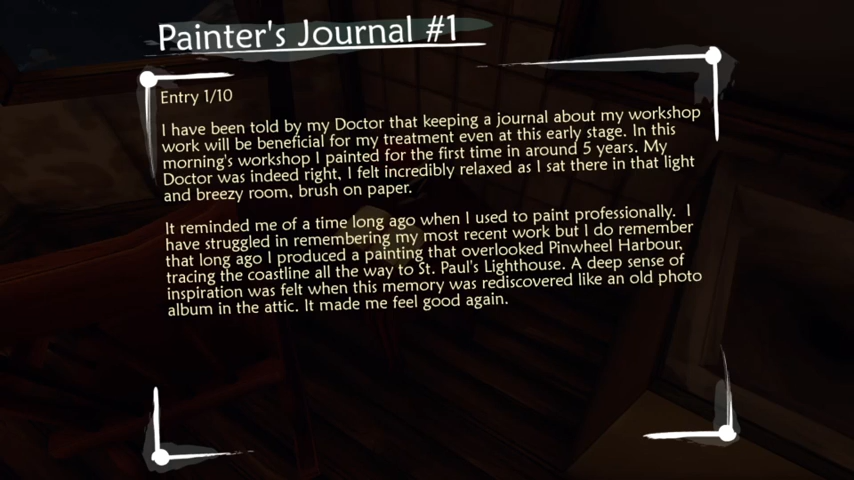 Painter's Journal #1
Entry 1/10
I have been told by my Doctor that keeping a journal about my workshop
work will be beneficial for my treatment even at this early stage. In this
morning's workshop I painted for the first time in around 5 years. My
Doctor was indeed right, I felt incredibly relaxed as I sat there in that light
and breezy room, brush on paper.
It reminded me of a time long ago when I used to paint professionally. I
have struggled in remembering my most recent work but I do remember
that long ago I produced a painting that overlooked Pinwheel Harbour,
tracing the coastline all the way to St. Paul's Lighthouse. A deep sense of
inspiration was felt when this memory was rediscovered like an old photo
album in the attic. It made me feel good again.